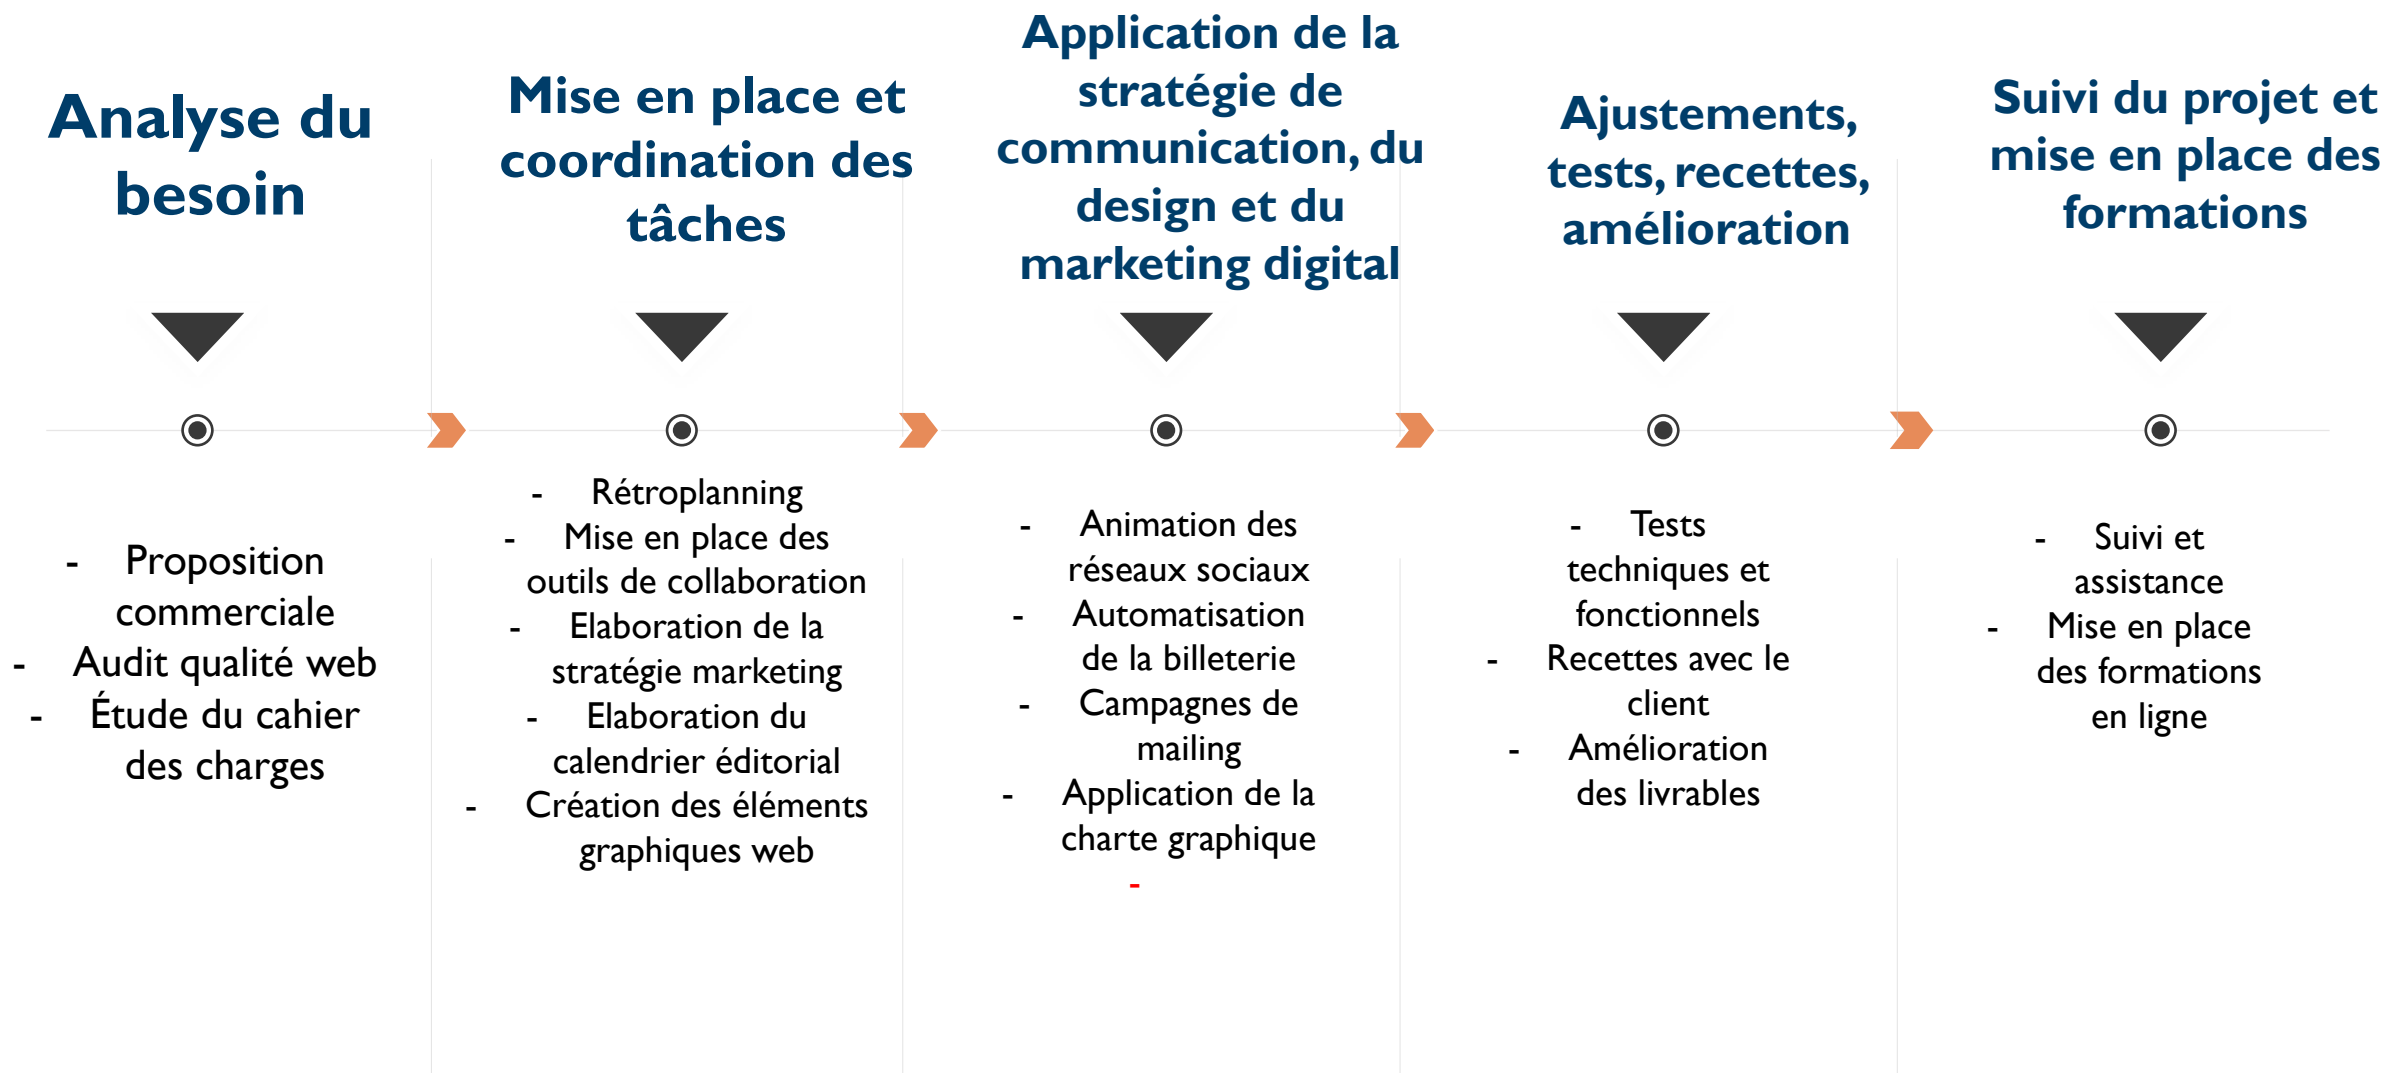 Analyse du
besoin
Mise en place et
coordination des
tâches
Application de la
stratégie de
communication, du
design et du
marketing digital
Ajustements,
tests, recettes,
amélioration
Suivi du projet et
mise en place des
formations
- Proposition
commerciale
- Audit qualité web
- Étude du cahier
des charges
- Rétroplanning
- Mise en place des
outils de collaboration
- Elaboration de la
stratégie marketing
- Elaboration du
calendrier éditorial
- Création des éléments
graphiques web
- Animation des
réseaux sociaux
- Automatisation
de la billeterie
- Campagnes de
mailing
- Application de la
charte graphique
-
- Tests
techniques et
fonctionnels
- Recettes avec le
client
- Amélioration
des livrables
- Suivi et
assistance
- Mise en place
des formations
en ligne